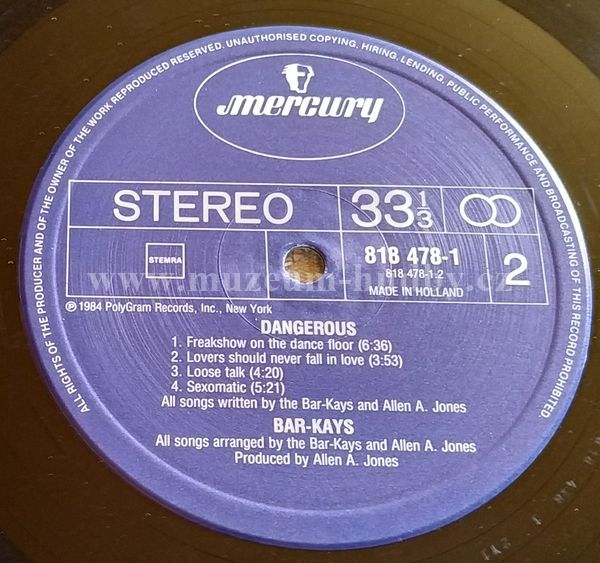 ALL RIGHTS OF THE PRODUCER AND OF THE OWNER OF THE WORK REPRODUCED RESERVED. UNAUTHORISED COPYING, HIRING, LENDING, PUBLIC PERFORMANCE AND BROADCASTING OF THIS RECORD PROHIBITED.
mercury
STEREO
33 1/3
STEMRA
818 478-1
818 478-1.2
MADE IN HOLLAND
2
www.muzeum-hudby.cz
℗ 1984 PolyGram Records, Inc., New York
DANGEROUS
1. Freakshow on the dance floor (6:36)
2. Lovers should never fall in love (3:53)
3. Loose talk (4:20)
4. Sexomatic (5:21)
All songs written by the Bar-Kays and Allen A. Jones
BAR-KAYS
All songs arranged by the Bar-Kays and Allen A. Jones
Produced by Allen A. Jones